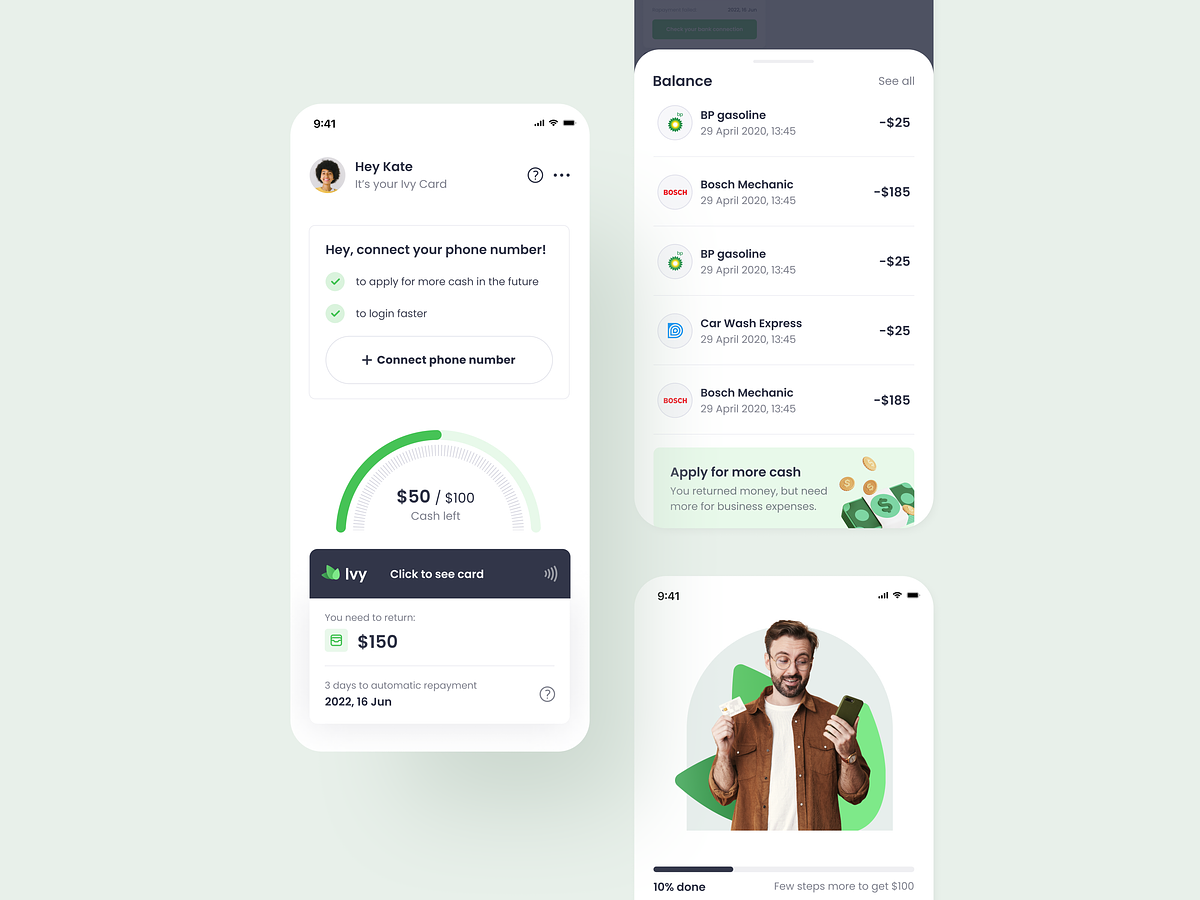 9:41
Hey Kate
It's your Ivy Card
Hey, connect your phone number!
to apply for more cash in the future
to login faster
+ Connect phone number
$50 / $100
Cash left
Ivy
Click to see card
You need to return:
$150
3 days to automatic repayment
2022, 16 Jun
2022, 16 Jun
Balance
See all
bp
BP gasoline
29 April 2020, 13:45
-$25
BOSCH
Bosch Mechanic
29 April 2020, 13:45
-$185
bp
BP gasoline
29 April 2020, 13:45
-$25
Car Wash Express
29 April 2020, 13:45
-$25
BOSCH
Bosch Mechanic
29 April 2020, 13:45
-$185
Apply for more cash
You returned money, but need
more for business expenses.
9:41
10% done
Few steps more to get $100